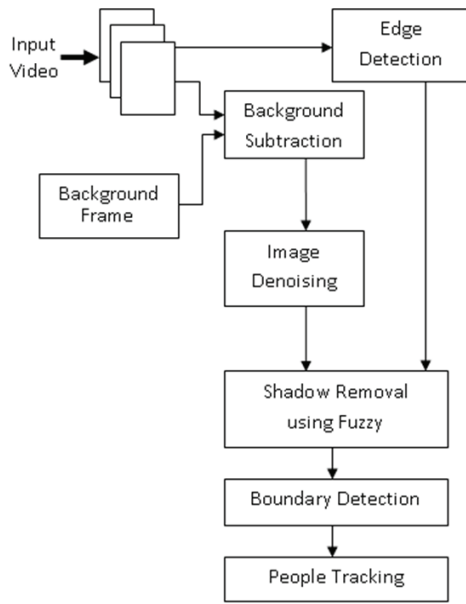 Input
Video
Edge
Detection
Background
Subtraction
Background
Frame
Image
Denoising
Shadow Removal
using Fuzzy
Boundary Detection
People Tracking